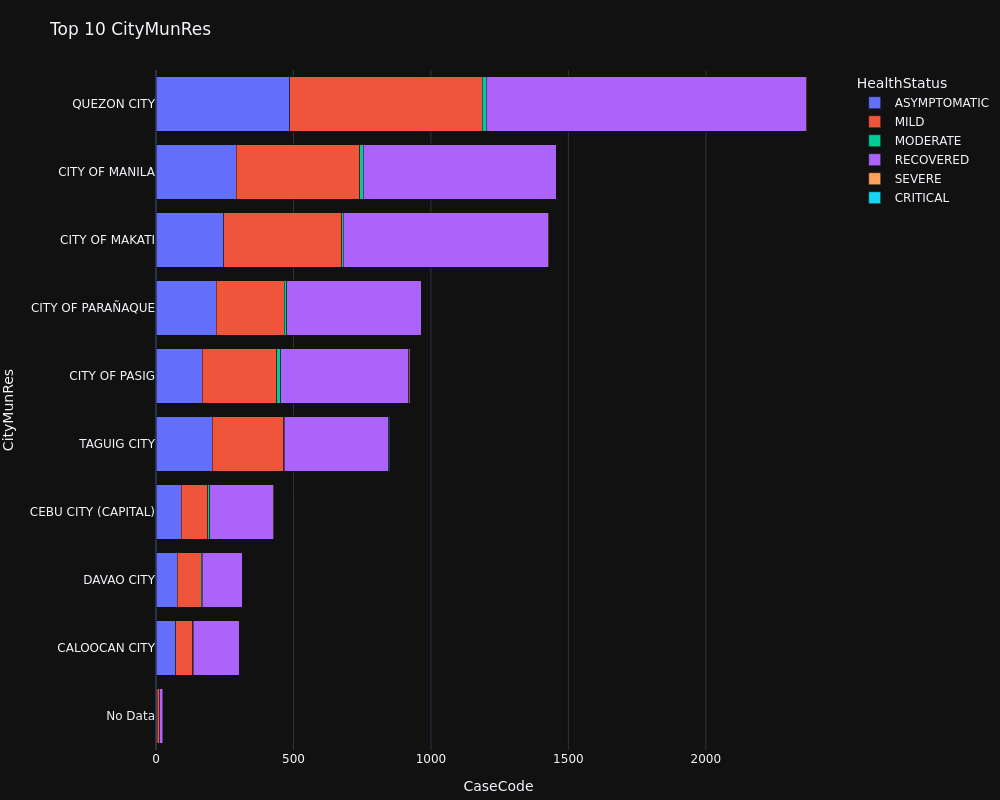 Top 10 CityMunRes
HealthStatus
ASYMPTOMATIC
MILD
MODERATE
RECOVERED
SEVERE
CRITICAL
CityMunRes
QUEZON CITY
CITY OF MANILA
CITY OF MAKATI
CITY OF PARAÑAQUE
CITY OF PASIG
TAGUIG CITY
CEBU CITY (CAPITAL)
DAVAO CITY
CALOOCAN CITY
No Data
0 500 1000 1500 2000
CaseCode